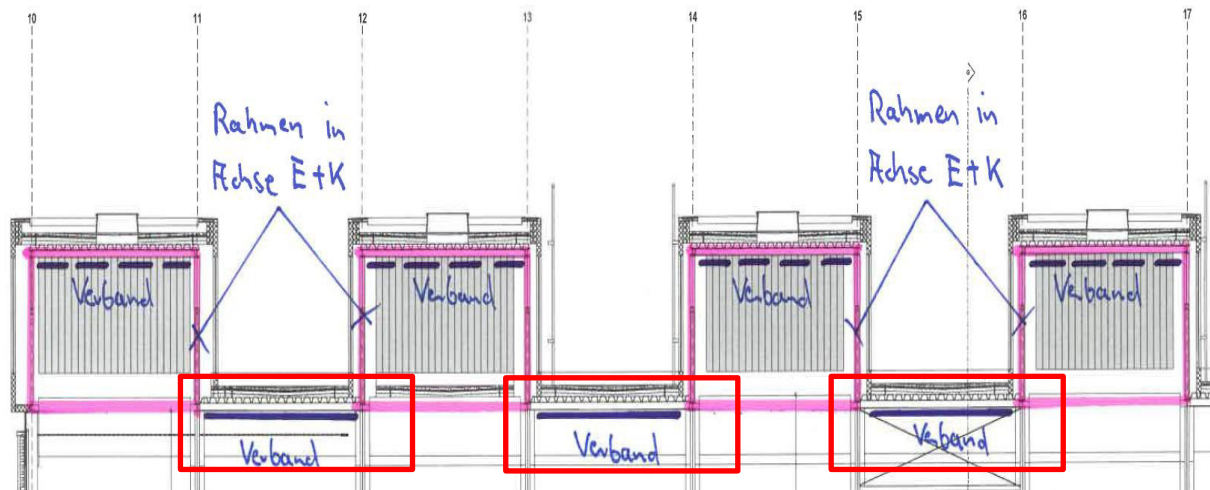 10 11 12 13 14 15 16 17
Rahmen in
Achse E+K
Rahmen in
Achse E+K
Verband
Verband
Verband
Verband
Verband
Verband
Verband